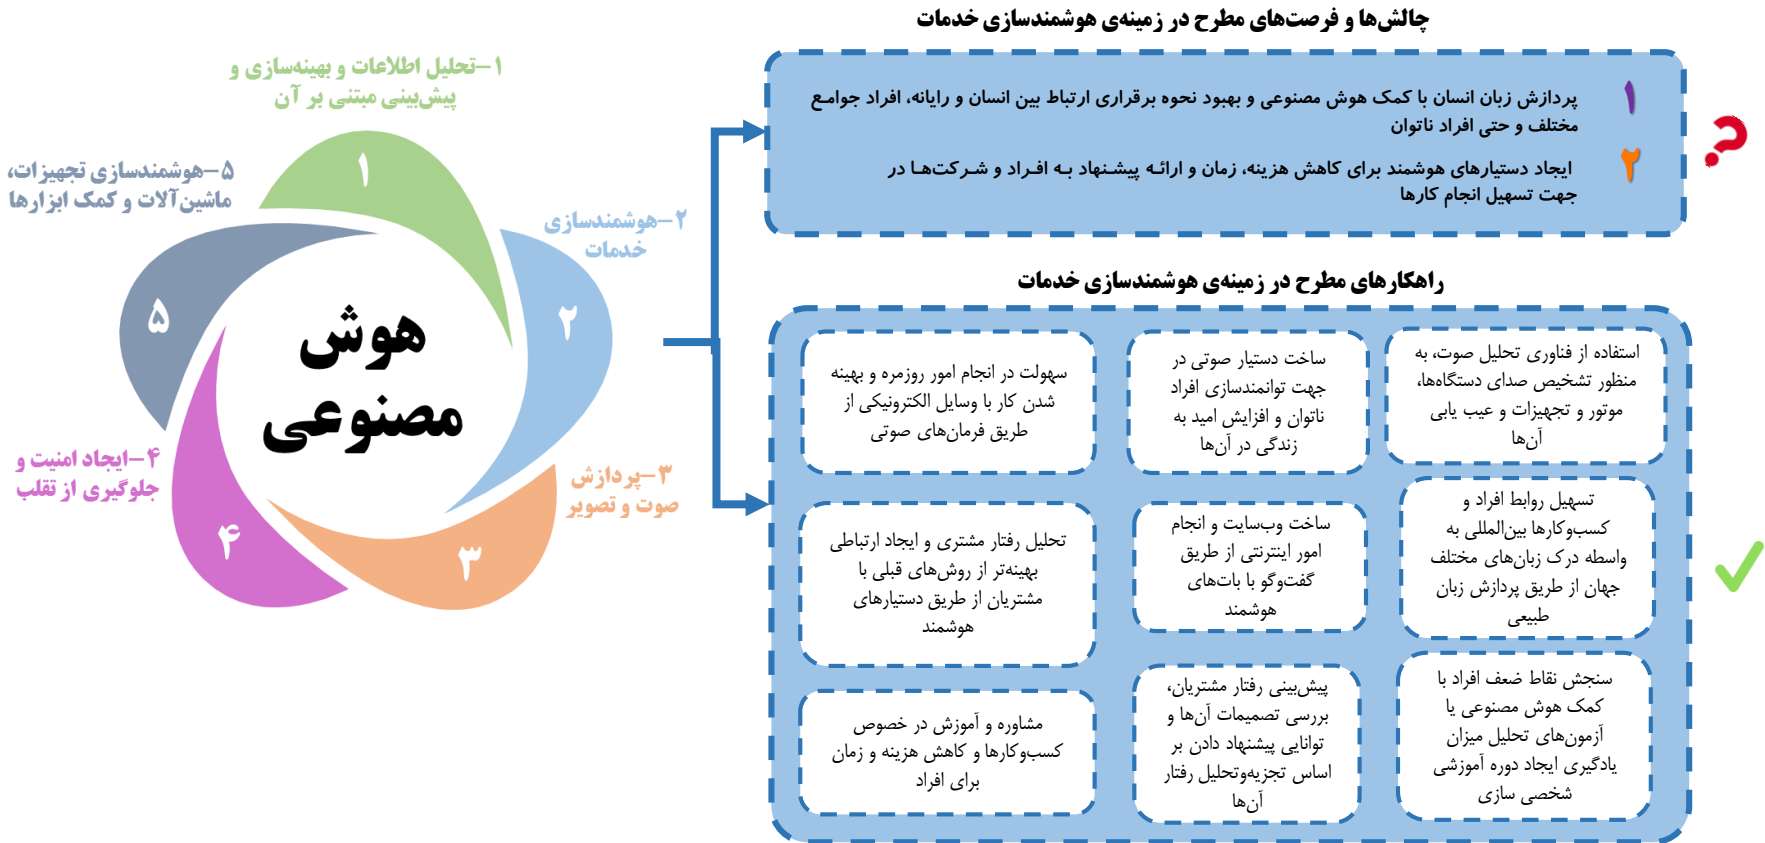 چالش‌ها و فرصت‌های مطرح در زمینه‌ی هوشمندسازی خدمات
۱
پردازش زبان انسان با کمک هوش مصنوعی و بهبود نحوه برقراری ارتباط بین انسان و رایانه، افراد جوامع
مختلف و حتی افراد ناتوان
۲
ایجاد دستیارهای هوشمند برای کاهش هزینه، زمان و ارائه پیشنهاد به افراد و شرکت‌ها در
جهت تسهیل انجام کارها
?
راهکارهای مطرح در زمینه‌ی هوشمندسازی خدمات
استفاده از فناوری تحلیل صوت، به
منظور تشخیص صدای دستگاه‌ها،
موتور و تجهیزات و عیب یابی
آن‌ها
ساخت دستیار صوتی در
جهت توانمندسازی افراد
ناتوان و افزایش امید به
زندگی در آن‌ها
سهولت در انجام امور روزمره و بهینه
شدن کار با وسایل الکترونیکی از
طریق فرمان‌های صوتی
تسهیل روابط افراد و
کسب‌وکارها بین‌المللی به
واسطه درک زبان‌های مختلف
جهان از طریق پردازش زبان
طبیعی
ساخت وب‌سایت و انجام
امور اینترنتی از طریق
گفت‌وگو با بات‌های
هوشمند
تحلیل رفتار مشتری و ایجاد ارتباطی
بهینه‌تر از روش‌های قبلی با
مشتریان از طریق دستیارهای
هوشمند
سنجش نقاط ضعف افراد با
کمک هوش مصنوعی یا
آزمون‌های تحلیل میزان
یادگیری ایجاد دوره آموزشی
شخصی سازی
پیش‌بینی رفتار مشتریان،
بررسی تصمیمات آن‌ها و
توانایی پیشنهاد دادن بر
اساس تجزیه‌وتحلیل رفتار
آن‌ها
مشاوره و آموزش در خصوص
کسب‌وکارها و کاهش هزینه و زمان
برای افراد
۱-تحلیل اطلاعات و بهینه‌سازی و
پیش‌بینی مبتنی بر آن
۲-هوشمندسازی
خدمات
۳-پردازش
صوت و تصویر
۴-ایجاد امنیت و
جلوگیری از تقلب
۵-هوشمندسازی تجهیزات،
ماشین‌آلات و کمک ابزارها
۱
۲
۳
۴
۵
هوش
مصنوعی